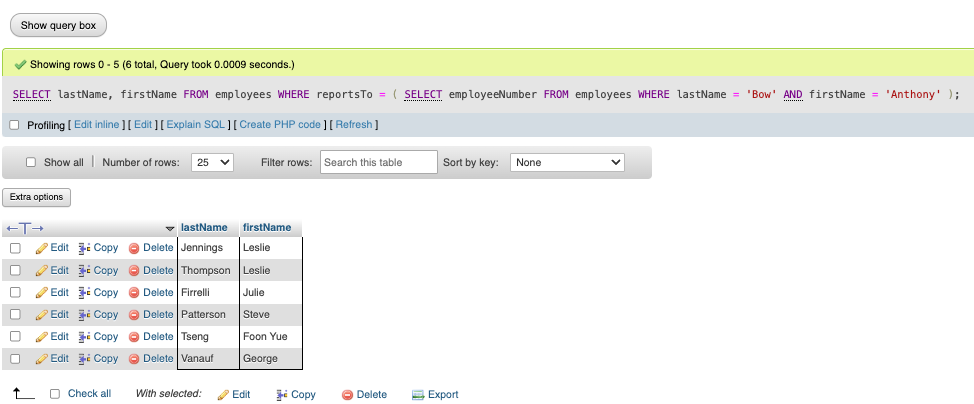 Show query box
Showing rows 0 - 5 (6 total, Query took 0.0009 seconds.)
SELECT lastName, firstName FROM employees WHERE reportsTo = ( SELECT employeeNumber FROM employees WHERE lastName = 'Bow' AND firstName = 'Anthony' );
Profiling [ Edit inline ] [ Edit ] [ Explain SQL ] [ Create PHP code ] [ Refresh ]
Show all | Number of rows: 25 Filter rows: Search this table Sort by key: None
Extra options
←T→ lastName firstName
Edit Copy Delete Jennings Leslie
Edit Copy Delete Thompson Leslie
Edit Copy Delete Firrelli Julie
Edit Copy Delete Patterson Steve
Edit Copy Delete Tseng Foon Yue
Edit Copy Delete Vanauf George
Check all With selected: Edit Copy Delete Export